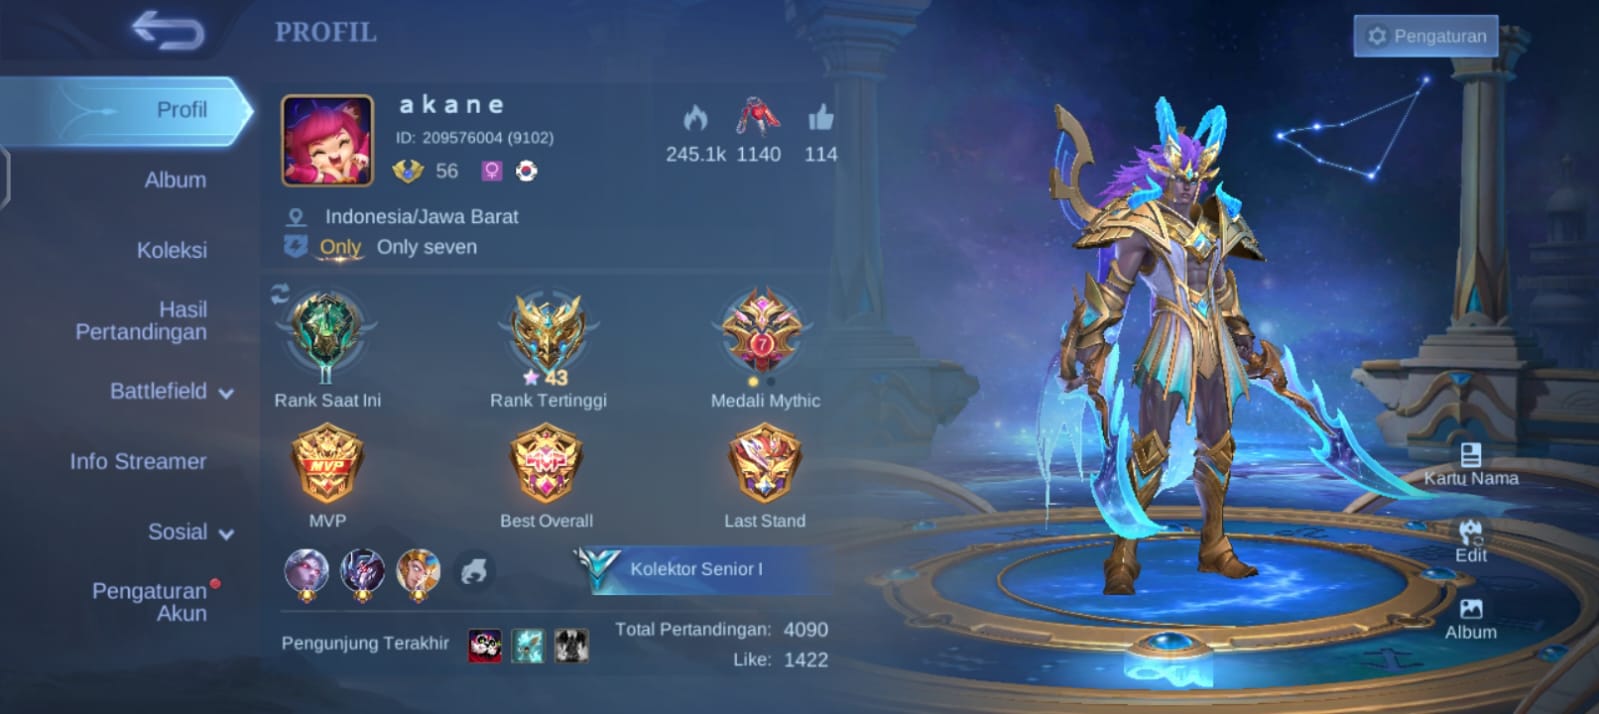 PROFIL
Pengaturan
Profil
Album
Koleksi
Hasil
Pertandingan
Battlefield
Info Streamer
Sosial
Pengaturan
Akun
akane
ID: 209576004 (9102)
56
245.1k 1140 114
Indonesia/Jawa Barat
Only Only seven
II
43
7
Rank Saat Ini
Rank Tertinggi
Medali Mythic
MVP
MVP
Best Overall
Last Stand
Kolektor Senior I
Pengunjung Terakhir
Total Pertandingan: 4090
Like: 1422
Kartu Nama
Edit
Album